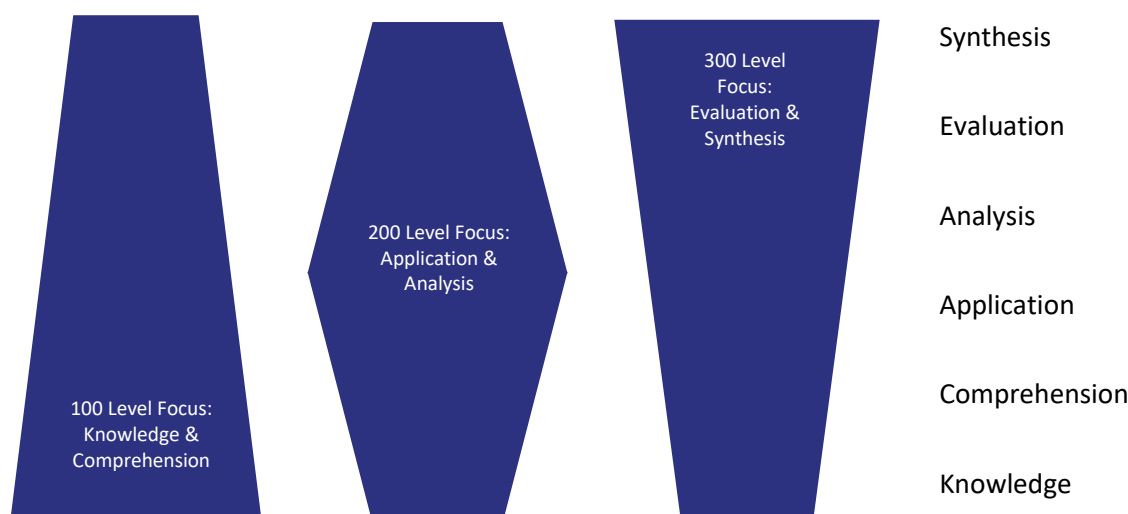 100 Level Focus:
Knowledge &
Comprehension
200 Level Focus:
Application &
Analysis
300 Level
Focus:
Evaluation &
Synthesis
Synthesis
Evaluation
Analysis
Application
Comprehension
Knowledge